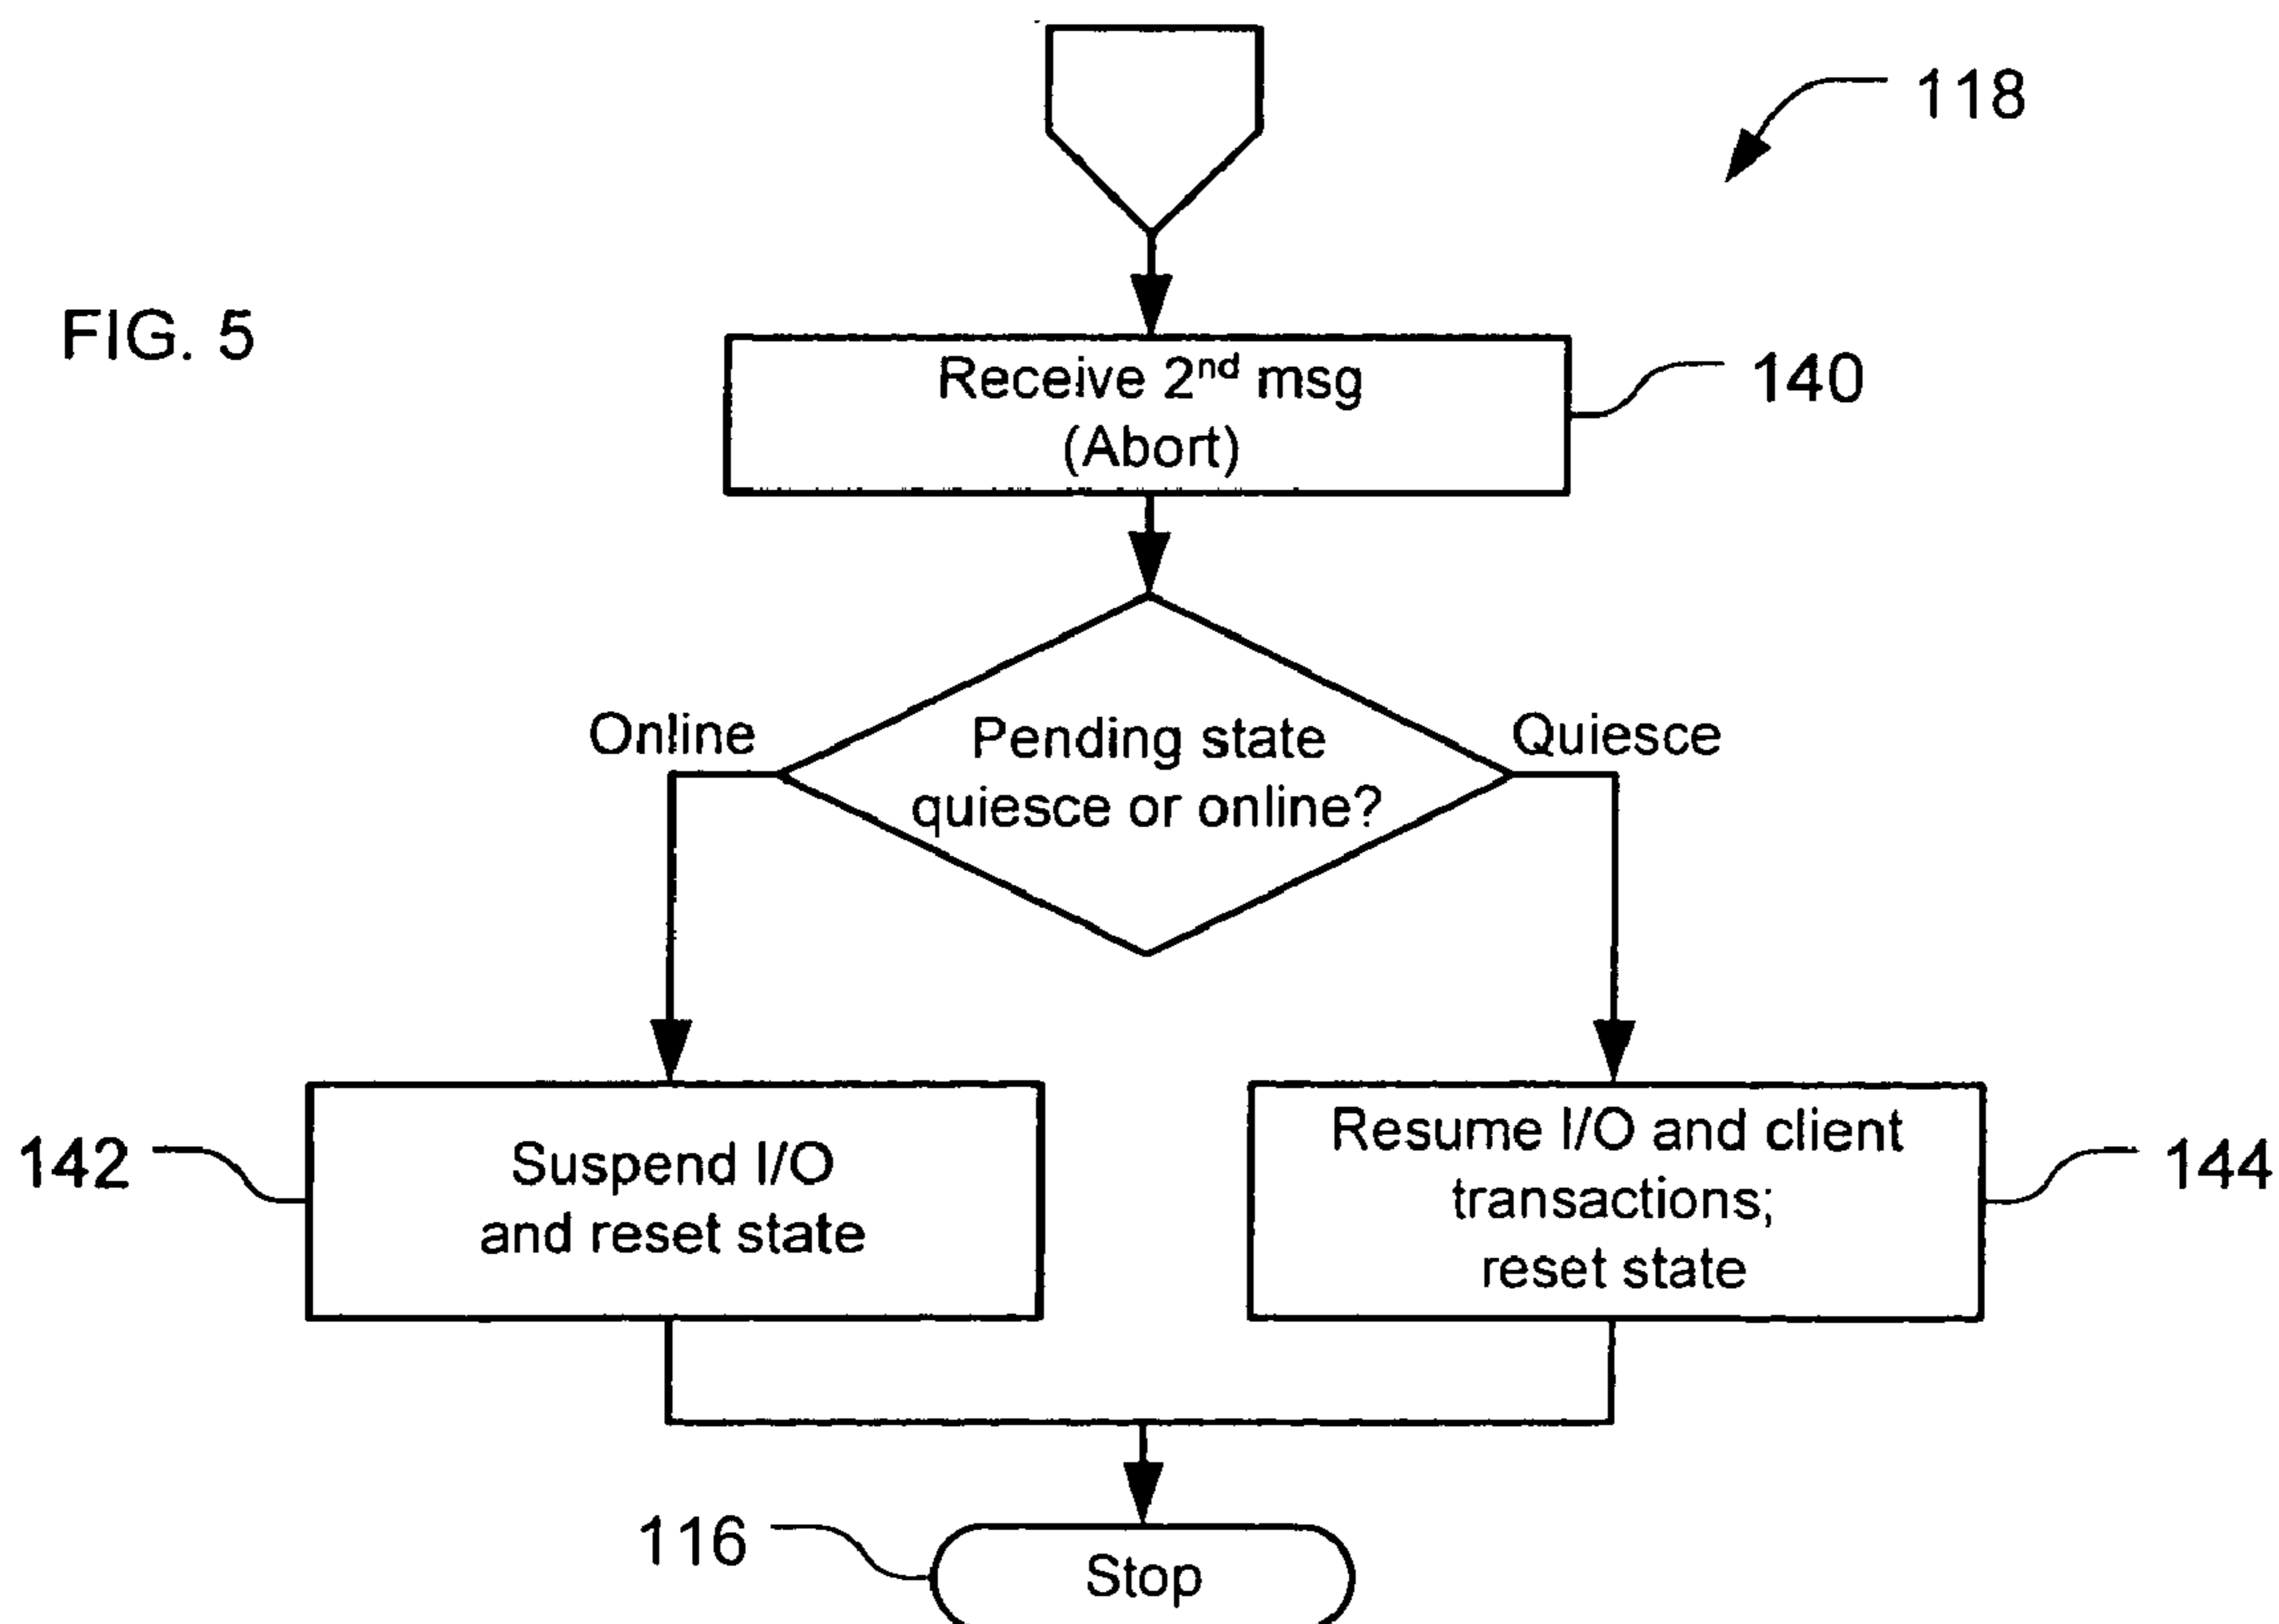 118
FIG. 5
Receive 2nd msg
(Abort)
140
Online
Pending state
quiesce or online?
Quiesce
142
Suspend I/O
and reset state
Resume I/O and client
transactions;
reset state
144
116
Stop